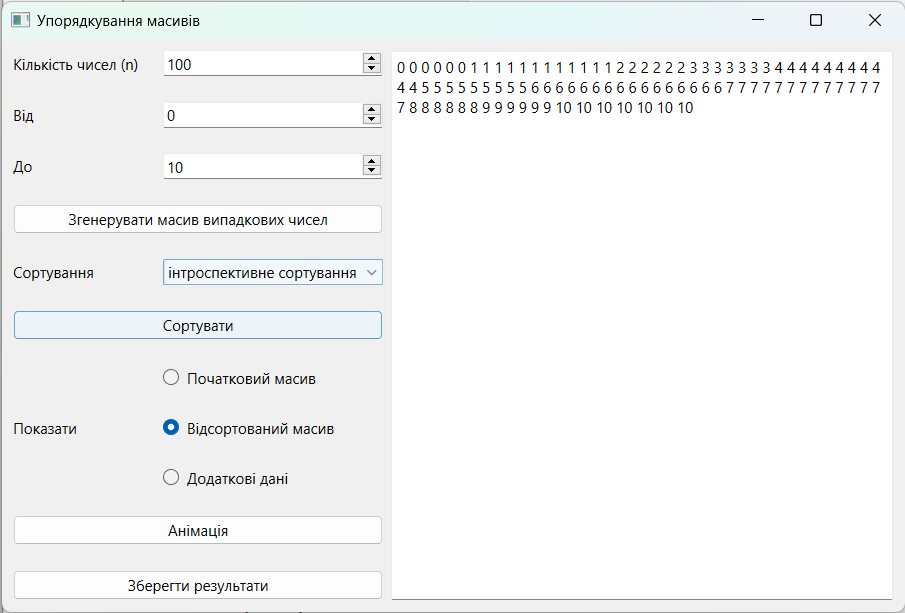 Упорядкування масивів
Кількість чисел (n)
100
Від
0
До
10
Згенерувати масив випадкових чисел
Сортування
інтроспективне сортування
Сортувати
Початковий масив
Показати
Відсортований масив
Додаткові дані
Анімація
Зберегти результати
0 0 0 0 0 0 1 1 1 1 1 1 1 1 1 1 1 1 2 2 2 2 2 2 3 3 3 3 3 3 3 4 4 4 4 4 4 4 4 4
4 4 5 5 5 5 5 5 5 5 5 6 6 6 6 6 6 6 6 6 6 6 6 6 6 6 6 7 7 7 7 7 7 7 7 7 7 7 7 7
7 8 8 8 8 8 8 9 9 9 9 9 9 10 10 10 10 10 10 10